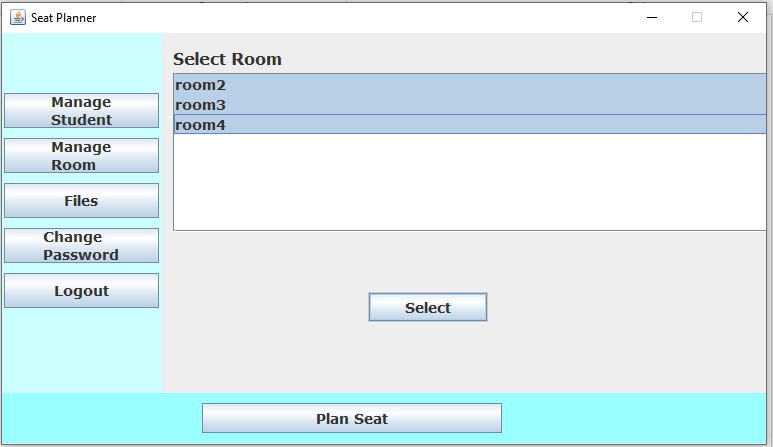 Seat Planner
Select Room
room2
room3
room4
Manage
Student
Manage
Room
Files
Change
Password
Logout
Select
Plan Seat